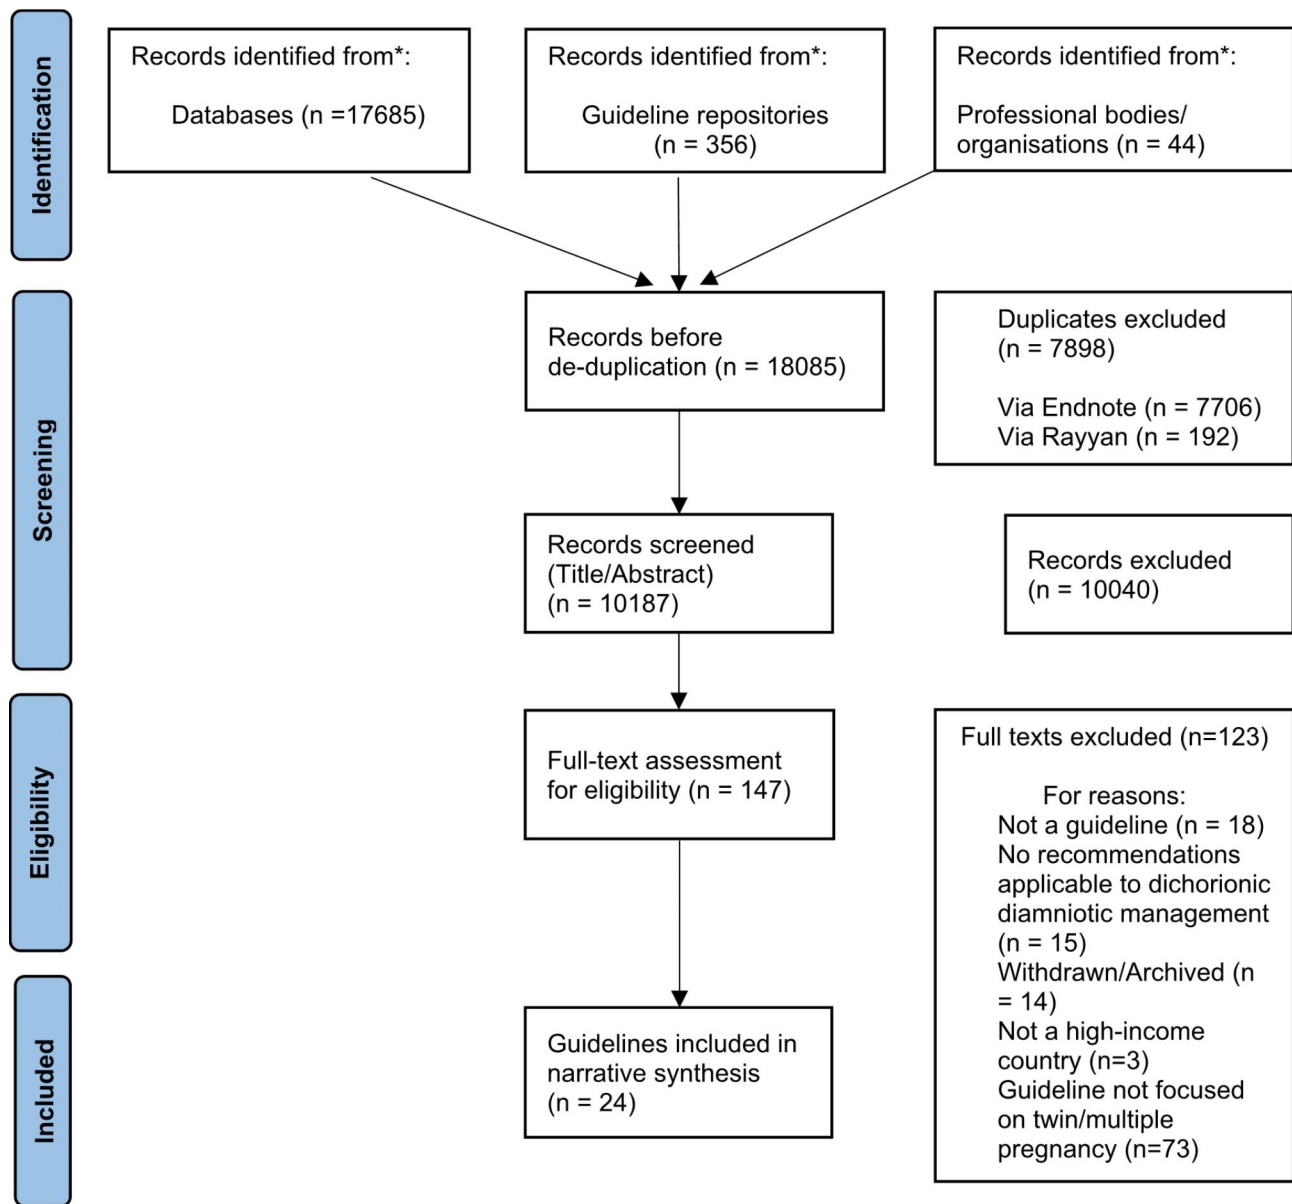 Identification
Records identified from*:
Databases (n =17685)
Records identified from*:
Guideline repositories
(n = 356)
Records identified from*:
Professional bodies/
organisations (n = 44)
Screening
Records before
de-duplication (n = 18085)
Duplicates excluded
(n = 7898)
Via Endnote (n = 7706)
Via Rayyan (n = 192)
Records screened
(Title/Abstract)
(n = 10187)
Records excluded
(n = 10040)
Eligibility
Full-text assessment
for eligibility (n = 147)
Full texts excluded (n=123)
For reasons:
Not a guideline (n = 18)
No recommendations
applicable to dichorionic
diamniotic management
(n = 15)
Withdrawn/Archived (n
= 14)
Not a high-income
country (n=3)
Guideline not focused
on twin/multiple
pregnancy (n=73)
Included
Guidelines included in
narrative synthesis
(n = 24)